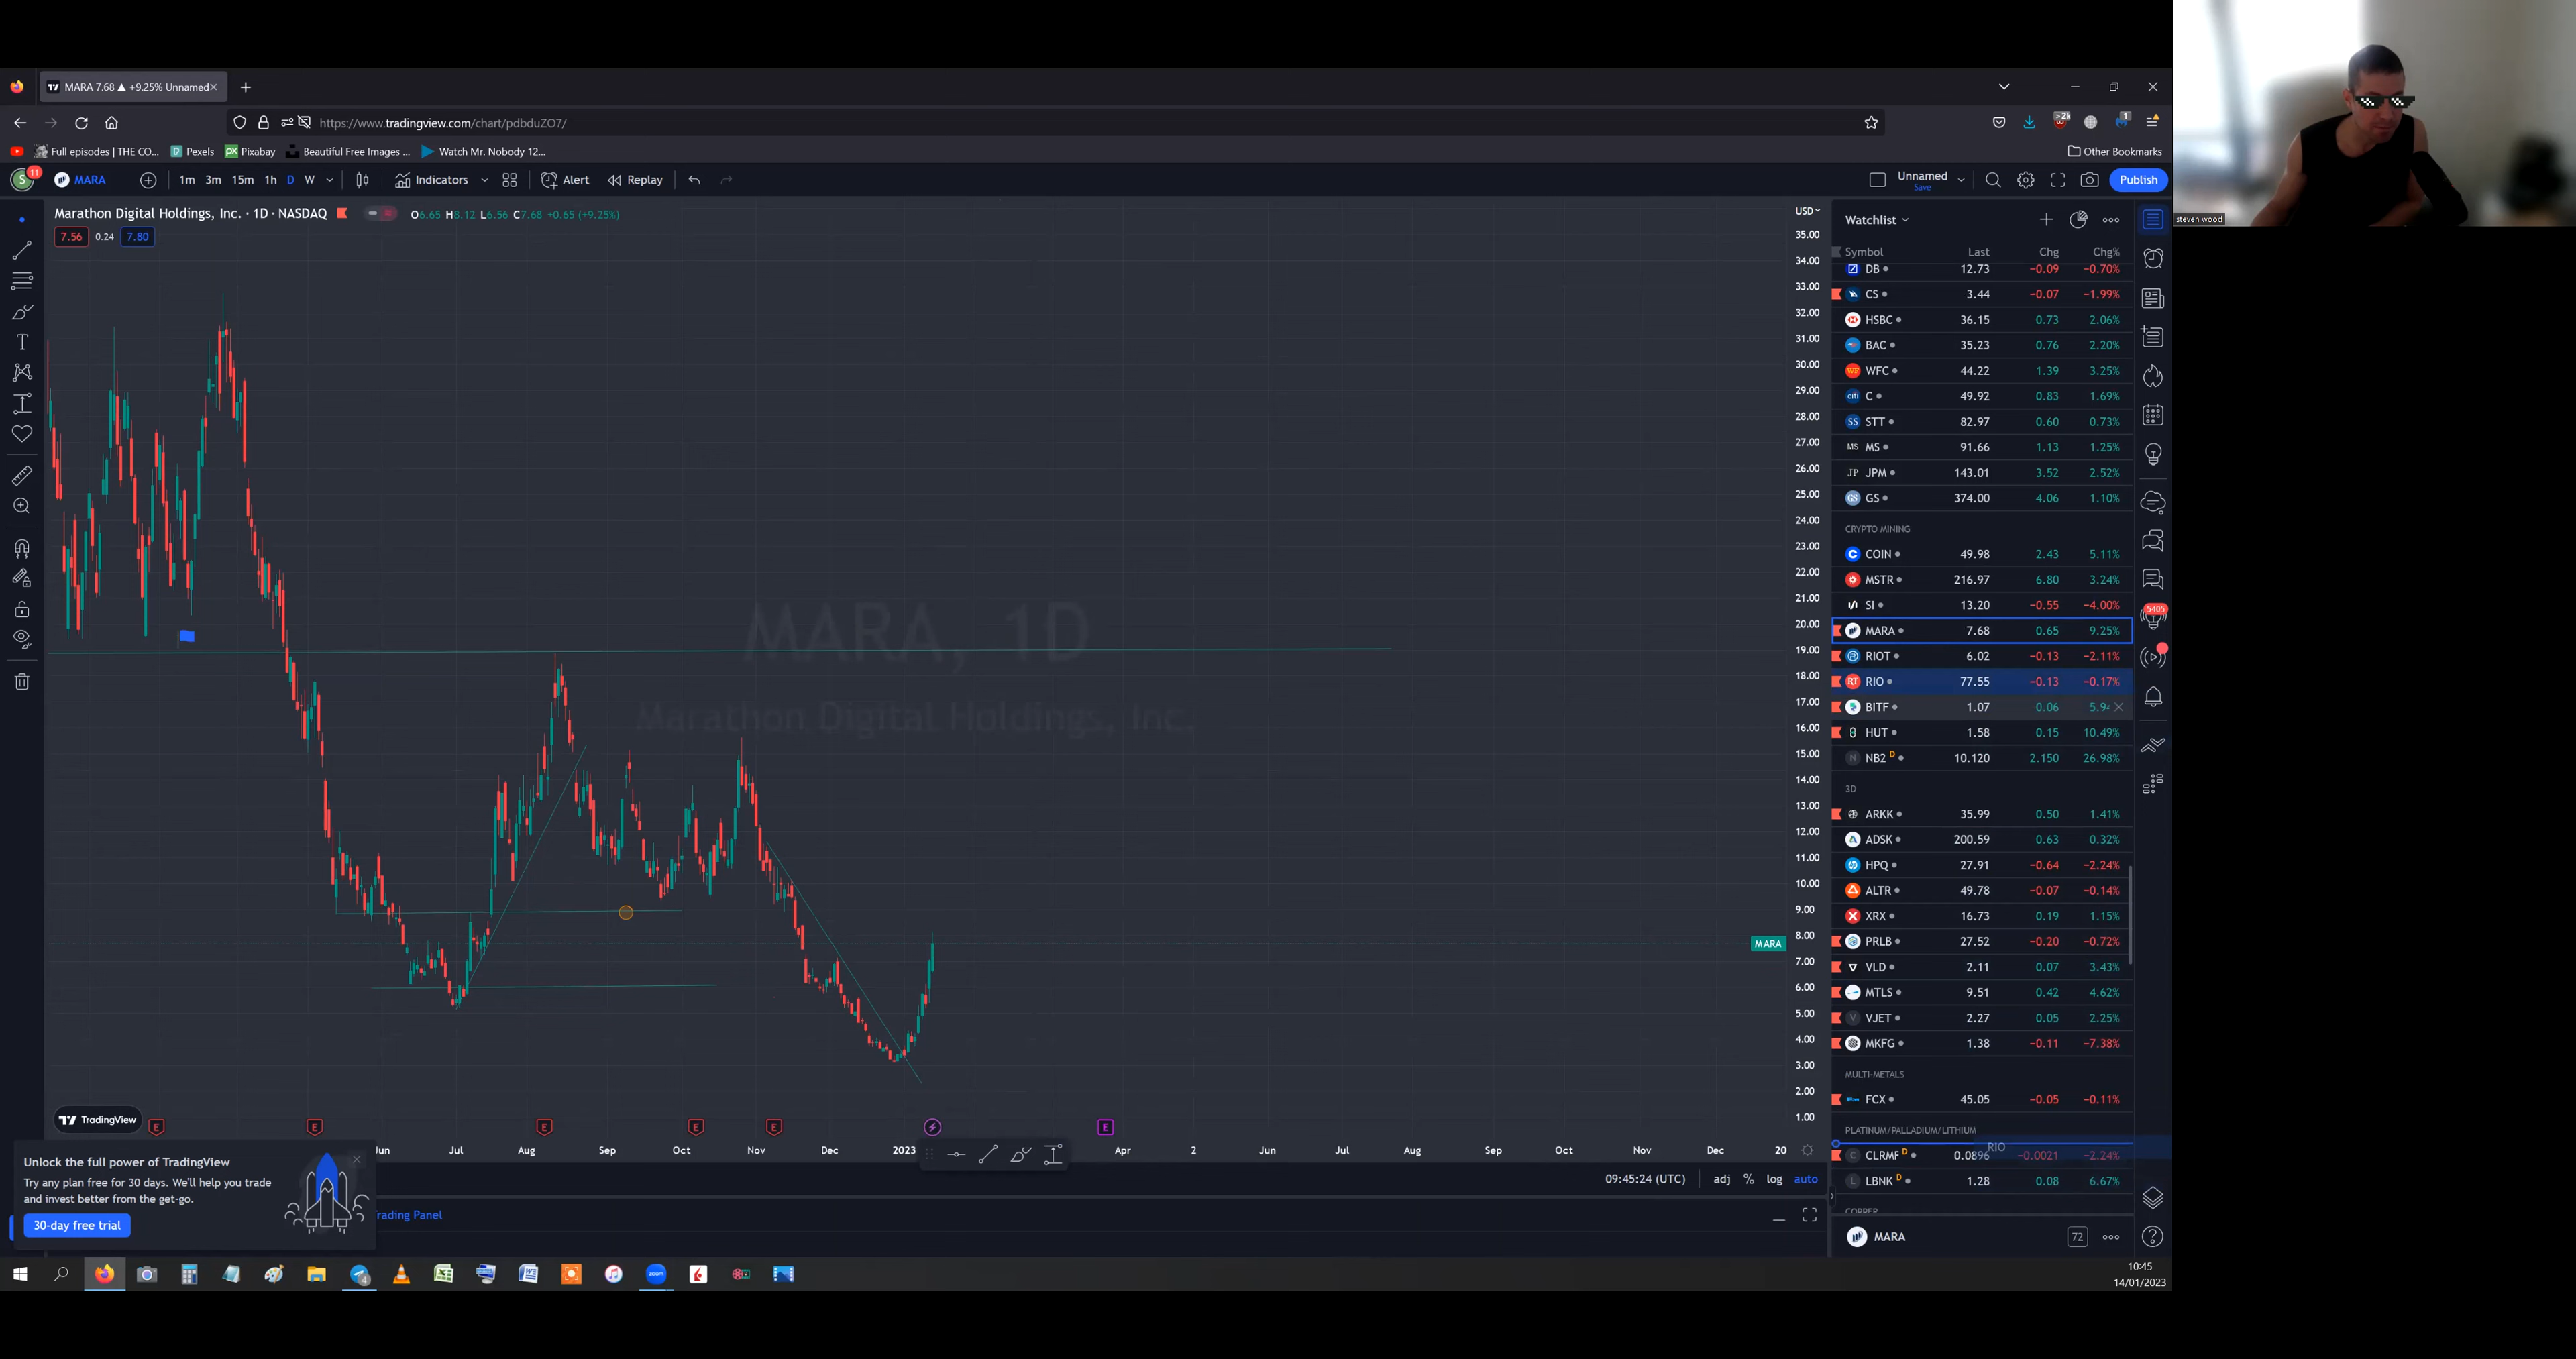 MARA 7.68 ▲ +9.25% Unnamed
https://www.tradingview.com/chart/pdbduZO7/
>2k
1
Full episodes | THE CO...
Pexels
Pixabay
Beautiful Free Images ...
Watch Mr. Nobody 12...
Other Bookmarks
S 11 MARA 1m 3m 15m 1h D W Indicators Alert Replay Unnamed Save Publish
Marathon Digital Holdings, Inc. · 1D · NASDAQ O6.65 H8.12 L6.56 C7.68 +0.65 (+9.25%)
7.56 0.24 7.80
USD
35.00
34.00
33.00
32.00
31.00
30.00
29.00
28.00
27.00
26.00
25.00
24.00
23.00
22.00
21.00
20.00
19.00
18.00
17.00
16.00
15.00
14.00
13.00
12.00
11.00
10.00
9.00
MARA
8.00
7.00
6.00
5.00
4.00
3.00
2.00
1.00
MARA, 1D
Marathon Digital Holdings, Inc.
TradingView
E E E E E E
Jun Jul Aug Sep Oct Nov Dec 2023 Apr 2 Jun Jul Aug Sep Oct Nov Dec 20
09:45:24 (UTC) adj % log auto
Trading Panel
Unlock the full power of TradingView
Try any plan free for 30 days. We'll help you trade
and invest better from the get-go.
30-day free trial
Watchlist
Symbol Last Chg Chg%
DB 12.73 −0.09 −0.70%
CS 3.44 −0.07 −1.99%
HSBC 36.15 0.73 2.06%
BAC 35.23 0.76 2.20%
WFC 44.22 1.39 3.25%
C 49.92 0.83 1.69%
STT 82.97 0.60 0.73%
MS 91.66 1.13 1.25%
JPM 143.01 3.52 2.52%
GS 374.00 4.06 1.10%
CRYPTO MINING
COIN 49.98 2.43 5.11%
MSTR 216.97 6.80 3.24%
SI 13.20 −0.55 −4.00%
MARA 7.68 0.65 9.25%
RIOT 6.02 −0.13 −2.11%
RIO 77.55 −0.13 −0.17%
BITF 1.07 0.06 5.94
HUT 1.58 0.15 10.49%
NB2 D 10.120 2.150 26.98%
3D
ARKK 35.99 0.50 1.41%
ADSK 200.59 0.63 0.32%
HPQ 27.91 −0.64 −2.24%
ALTR 49.78 −0.07 −0.14%
XRX 16.73 0.19 1.15%
PRLB 27.52 −0.20 −0.72%
VLD 2.11 0.07 3.43%
MTLS 9.51 0.42 4.62%
VJET 2.27 0.05 2.25%
MKFG 1.38 −0.11 −7.38%
MULTI-METALS
FCX 45.05 −0.05 −0.11%
PLATINUM/PALLADIUM/LITHIUM
RIO
CLRMF D 0.0896 −0.0021 −2.24%
LBNK D 1.28 0.08 6.67%
COPPER
MARA 72
5405
zoom
4
10:45
14/01/2023
steven wood